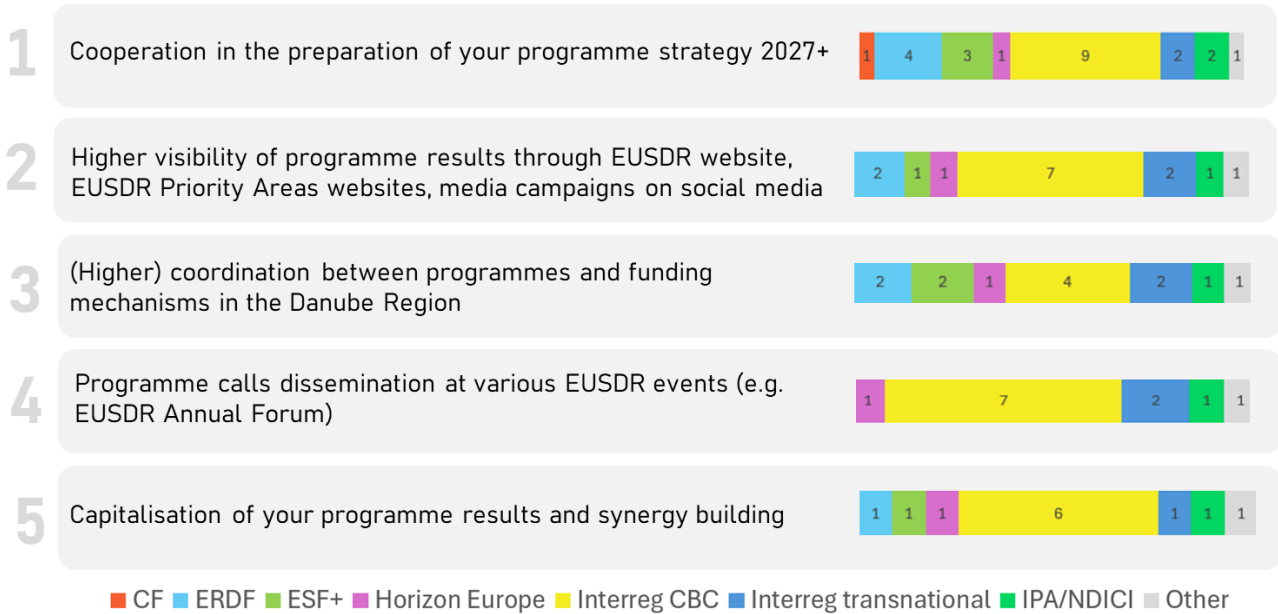 1
Cooperation in the preparation of your programme strategy 2027+
1 4 3 1 9 2 2 1
2
Higher visibility of programme results through EUSDR website,
EUSDR Priority Areas websites, media campaigns on social media
2 1 1 7 2 1 1
3
(Higher) coordination between programmes and funding
mechanisms in the Danube Region
2 2 1 4 2 1 1
4
Programme calls dissemination at various EUSDR events (e.g.
EUSDR Annual Forum)
1 7 2 1 1
5
Capitalisation of your programme results and synergy building
1 1 1 6 1 1 1
CF ERDF ESF+ Horizon Europe Interreg CBC Interreg transnational IPA/NDICI Other